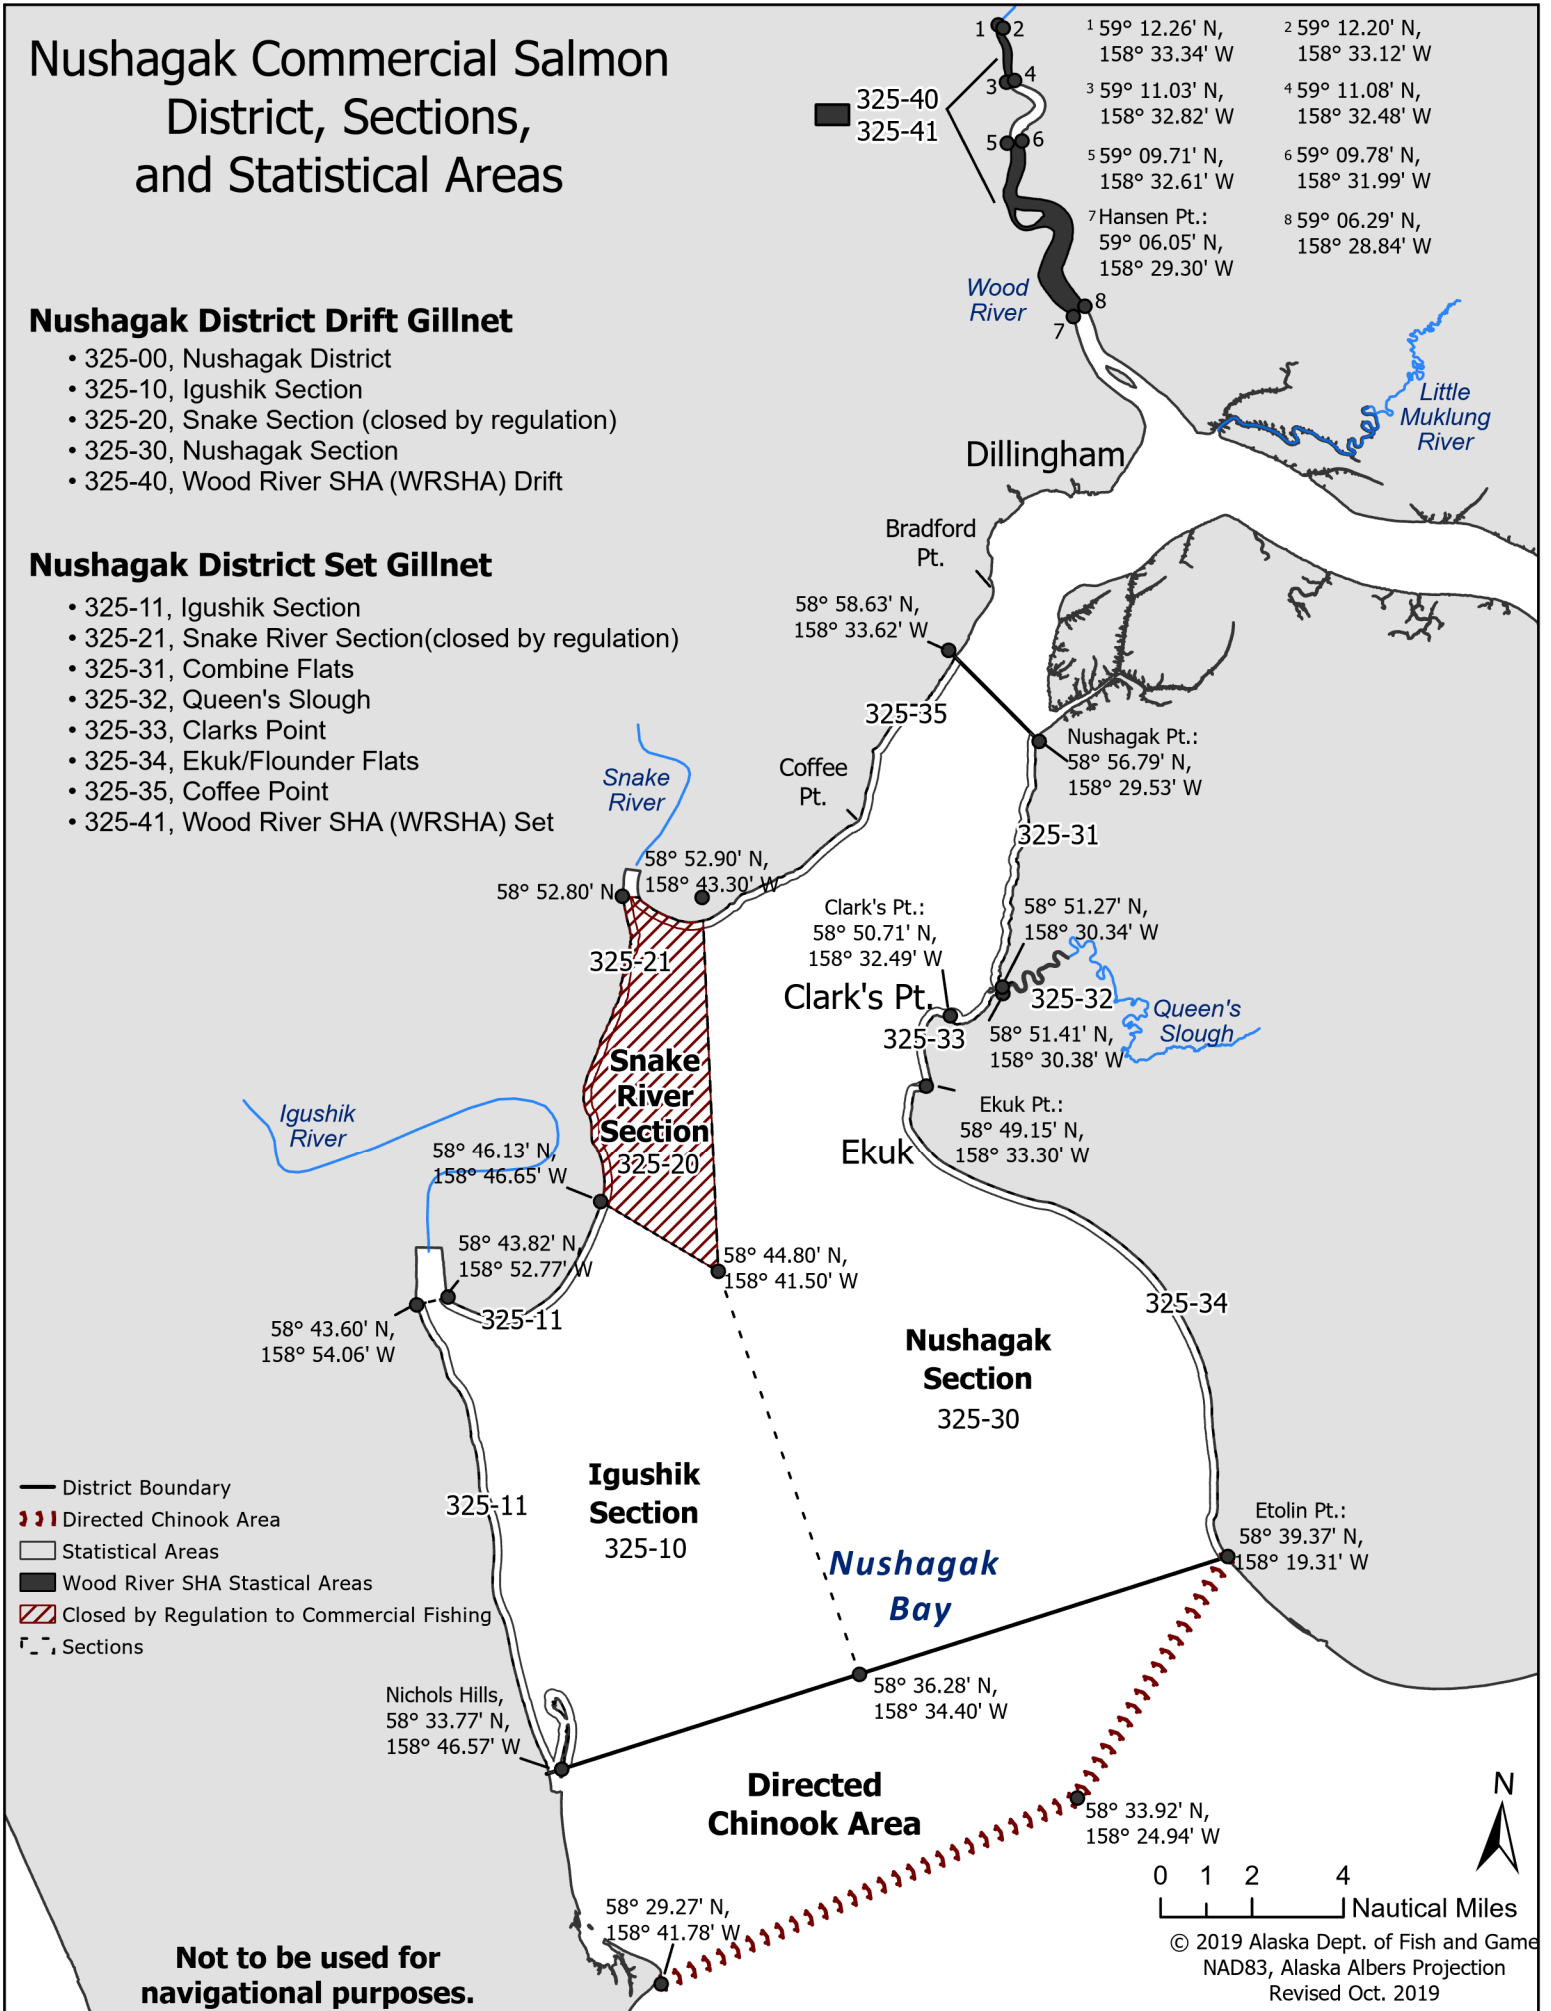 Nushagak Commercial Salmon
District, Sections,
and Statistical Areas
Nushagak District Drift Gillnet
• 325-00, Nushagak District
• 325-10, Igushik Section
• 325-20, Snake Section (closed by regulation)
• 325-30, Nushagak Section
• 325-40, Wood River SHA (WRSHA) Drift
Nushagak District Set Gillnet
• 325-11, Igushik Section
• 325-21, Snake River Section(closed by regulation)
• 325-31, Combine Flats
• 325-32, Queen's Slough
• 325-33, Clarks Point
• 325-34, Ekuk/Flounder Flats
• 325-35, Coffee Point
• 325-41, Wood River SHA (WRSHA) Set
325-40
325-41
1
2
3
4
5
6
7
8
1 59° 12.26' N,
158° 33.34' W
2 59° 12.20' N,
158° 33.12' W
3 59° 11.03' N,
158° 32.82' W
4 59° 11.08' N,
158° 32.48' W
5 59° 09.71' N,
158° 32.61' W
6 59° 09.78' N,
158° 31.99' W
7 Hansen Pt.:
59° 06.05' N,
158° 29.30' W
8 59° 06.29' N,
158° 28.84' W
Wood
River
Little
Muklung
River
Dillingham
Bradford
Pt.
58° 58.63' N,
158° 33.62' W
325-35
Nushagak Pt.:
58° 56.79' N,
158° 29.53' W
Coffee
Pt.
Snake
River
325-31
58° 52.90' N,
158° 43.30' W
58° 52.80' N
Clark's Pt.:
58° 50.71' N,
158° 32.49' W
58° 51.27' N,
158° 30.34' W
325-21
Clark's Pt.
325-32
Queen's
Slough
325-33
58° 51.41' N,
158° 30.38' W
Snake
River
Section
325-20
Ekuk Pt.:
58° 49.15' N,
158° 33.30' W
Ekuk
Igushik
River
58° 46.13' N,
158° 46.65' W
58° 43.82' N,
158° 52.77' W
58° 44.80' N,
158° 41.50' W
325-11
58° 43.60' N,
158° 54.06' W
325-34
Nushagak
Section
325-30
Igushik
Section
325-10
325-11
District Boundary
Directed Chinook Area
Statistical Areas
Wood River SHA Stastical Areas
Closed by Regulation to Commercial Fishing
Sections
Nushagak
Bay
Etolin Pt.:
58° 39.37' N,
158° 19.31' W
58° 36.28' N,
158° 34.40' W
Nichols Hills,
58° 33.77' N,
158° 46.57' W
Directed
Chinook Area
58° 33.92' N,
158° 24.94' W
58° 29.27' N,
158° 41.78' W
N
0 1 2 4
Nautical Miles
© 2019 Alaska Dept. of Fish and Game
NAD83, Alaska Albers Projection
Revised Oct. 2019
Not to be used for
navigational purposes.